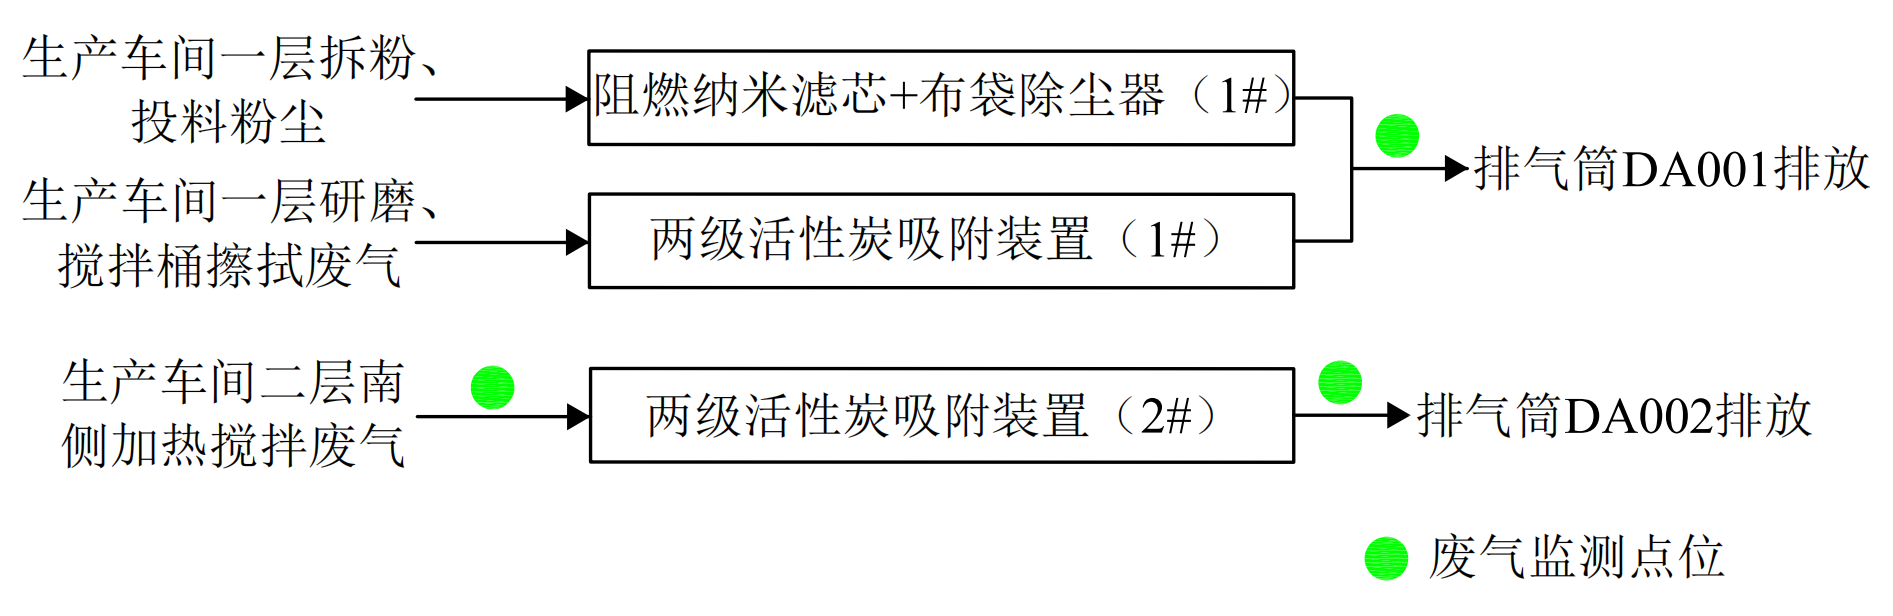 生产车间一层拆粉、
投料粉尘
阻燃纳米滤芯+布袋除尘器（1#）
生产车间一层研磨、
搅拌桶擦拭废气
两级活性炭吸附装置（1#）
排气筒DA001排放
生产车间二层南
侧加热搅拌废气
两级活性炭吸附装置（2#）
排气筒DA002排放
废气监测点位